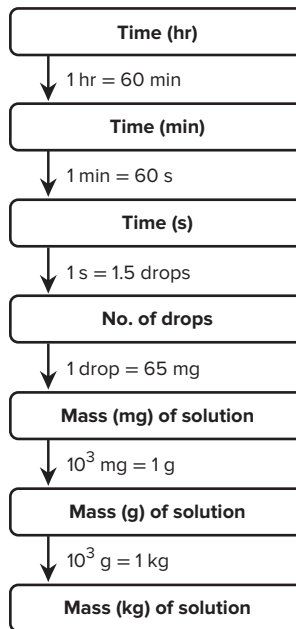 Time (hr)
1 hr = 60 min
Time (min)
1 min = 60 s
Time (s)
1 s = 1.5 drops
No. of drops
1 drop = 65 mg
Mass (mg) of solution
10³ mg = 1 g
Mass (g) of solution
10³ g = 1 kg
Mass (kg) of solution